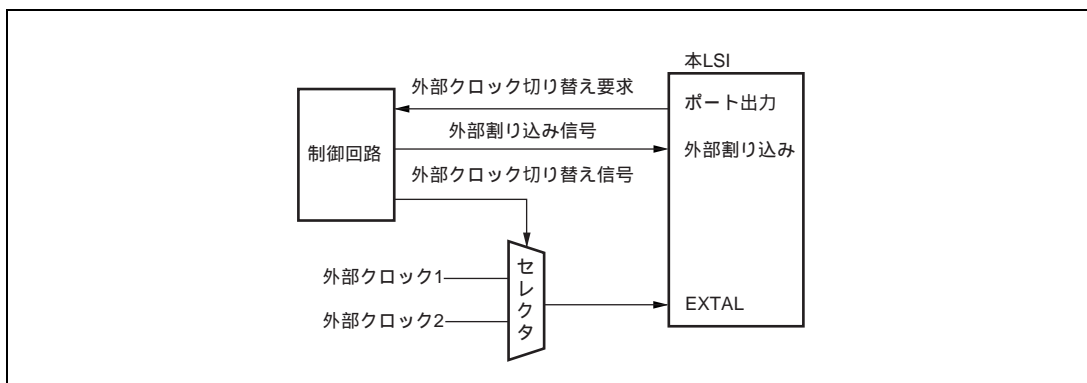 本LSI
外部クロック切り替え要求
ポート出力
外部割り込み信号
外部割り込み
制御回路
外部クロック切り替え信号
セレクタ
外部クロック1
外部クロック2
EXTAL